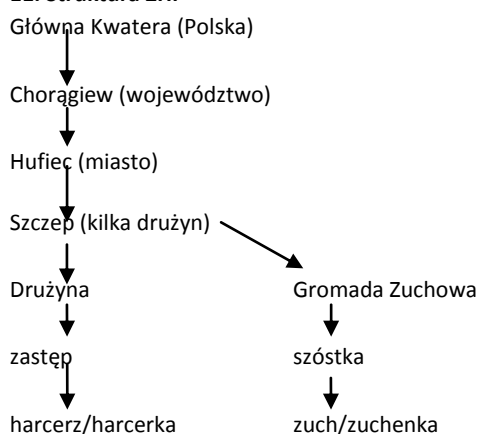 Główna Kwatera (Polska)
Chorągiew (województwo)
Hufiec (miasto)
Szczep (kilka drużyn)
Drużyna Gromada Zuchowa
zastęp szóstka
harcerz/harcerka zuch/zuchenka